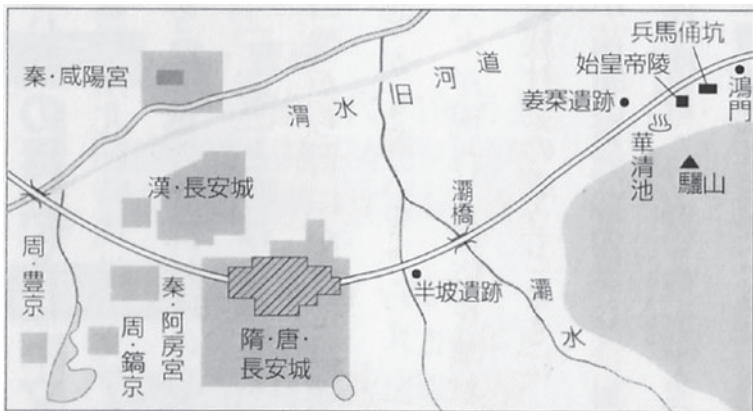 秦・咸陽宮
渭水旧河道
兵馬俑坑
始皇帝陵
姜寨遺跡
鴻門
華清池
驪山
漢・長安城
灞橋
半坡遺跡
灞水
周・豊京
周・鎬京
秦・阿房宮
隋・唐・
長安城